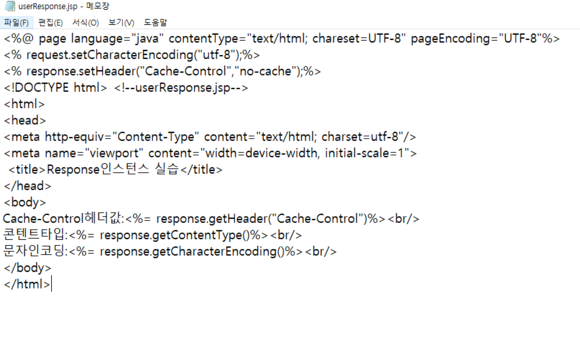 userResponse.jsp - 메모장
파일(F) 편집(E) 서식(O) 보기(V) 도움말
<%@ page language="java" contentType="text/html; chareset=UTF-8" pageEncoding="UTF-8"%>
<% request.setCharacterEncoding("utf-8");%>
<% response.setHeader("Cache-Control","no-cache");%>
<!DOCTYPE html> <!--userResponse.jsp-->
<html>
<head>
<meta http-equiv="Content-Type" content="text/html; charset=utf-8"/>
<meta name="viewport" content="width=device-width, initial-scale=1">
<title>Response인스턴스 실습</title>
</head>
<body>
Cache-Control헤더값:<%= response.getHeader("Cache-Control")%><br/>
콘텐트타입:<%= response.getContentType()%><br/>
문자인코딩:<%= response.getCharacterEncoding()%><br/>
</body>
</html>